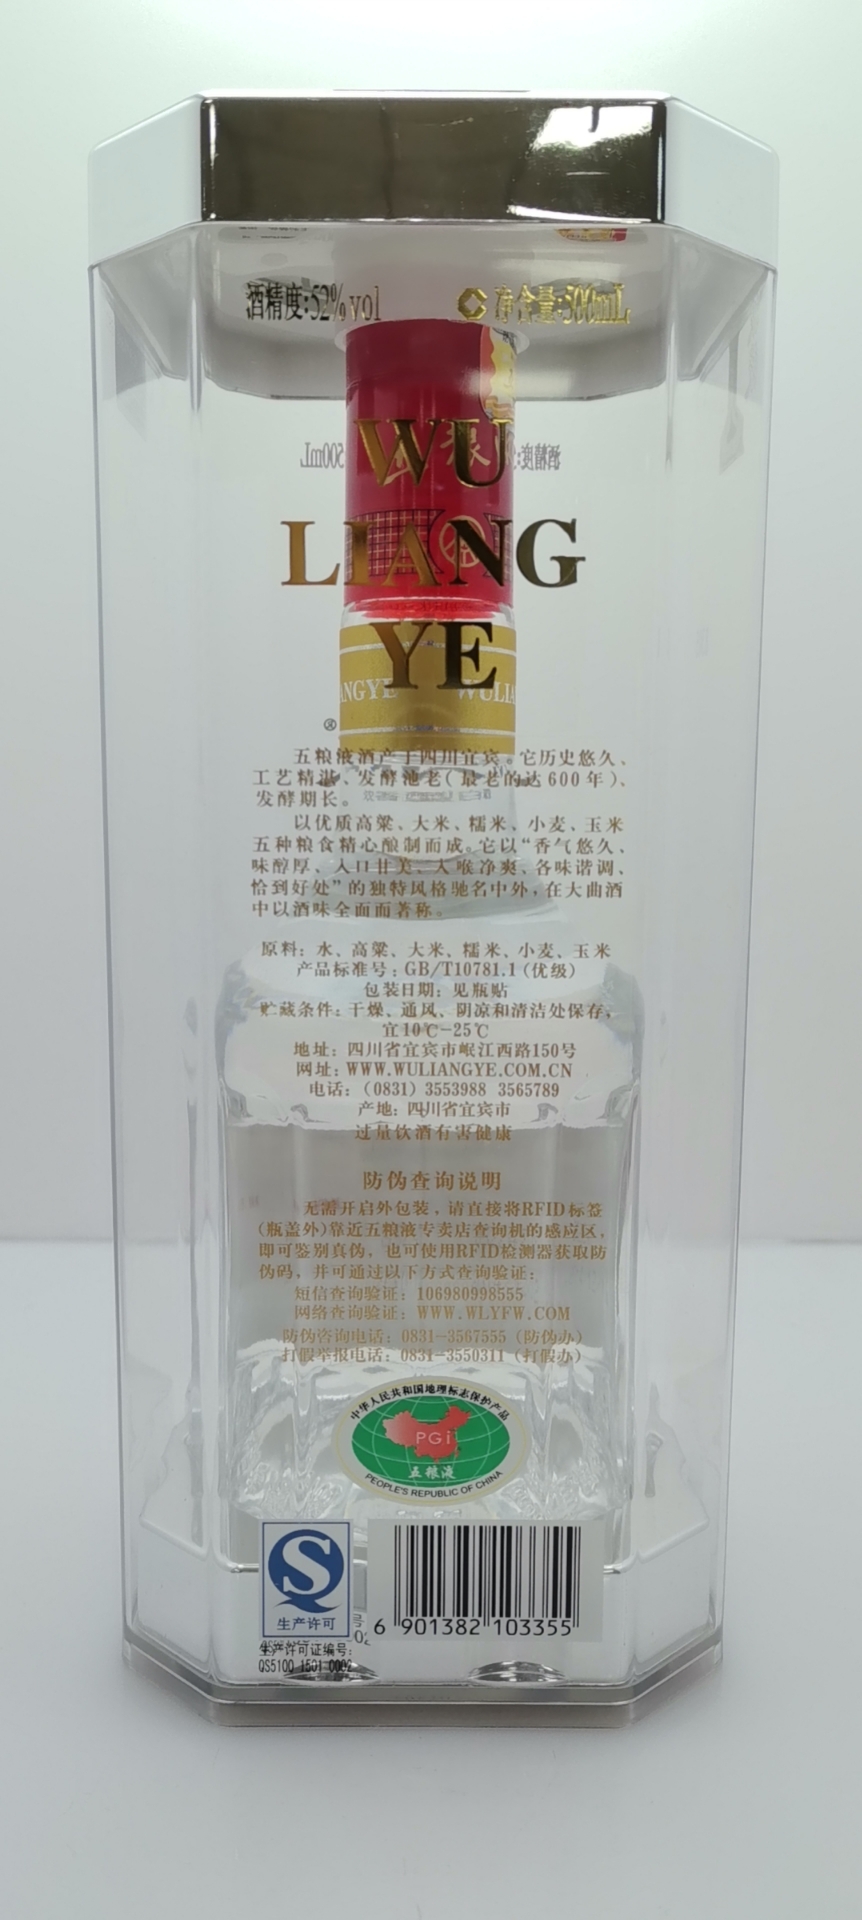 酒精度:52%vol
净含量:500mL
WU
LIANG
YE
ANGYE WULIA
®
五粮液酒产于四川宜宾。它历史悠久、
工艺精湛、发酵池老(最老的达600年)、
发酵期长。
以优质高粱、大米、糯米、小麦、玉米
五种粮食精心酿制而成。它以“香气悠久、
味醇厚、入口甘美、入喉净爽、各味谐调、
恰到好处”的独特风格驰名中外,在大曲酒
中以酒味全面而著称。
原料: 水、高粱、大米、糯米、小麦、玉米
产品标准号: GB/T10781.1(优级)
包装日期: 见瓶贴
贮藏条件: 干燥、通风、阴凉和清洁处保存,
宜10℃-25℃
地址: 四川省宜宾市岷江西路150号
网址: WWW.WULIANGYE.COM.CN
电话: (0831) 3553988 3565789
产地: 四川省宜宾市
过量饮酒有害健康
防伪查询说明
无需开启外包装, 请直接将RFID标签
(瓶盖外)靠近五粮液专卖店查询机的感应区,
即可鉴别真伪, 也可使用RFID检测器获取防
伪码, 并可通过以下方式查询验证:
短信查询验证: 106980998555
网络查询验证: WWW.WLYFW.COM
防伪咨询电话: 0831-3567555 (防伪办)
打假举报电话: 0831-3550311 (打假办)
中华人民共和国地理标志保护产品
PGi
五粮液
PEOPLE'S REPUBLIC OF CHINA
生产许可
6 901382 103355
生产许可证编号:
QS5100 1501 0002